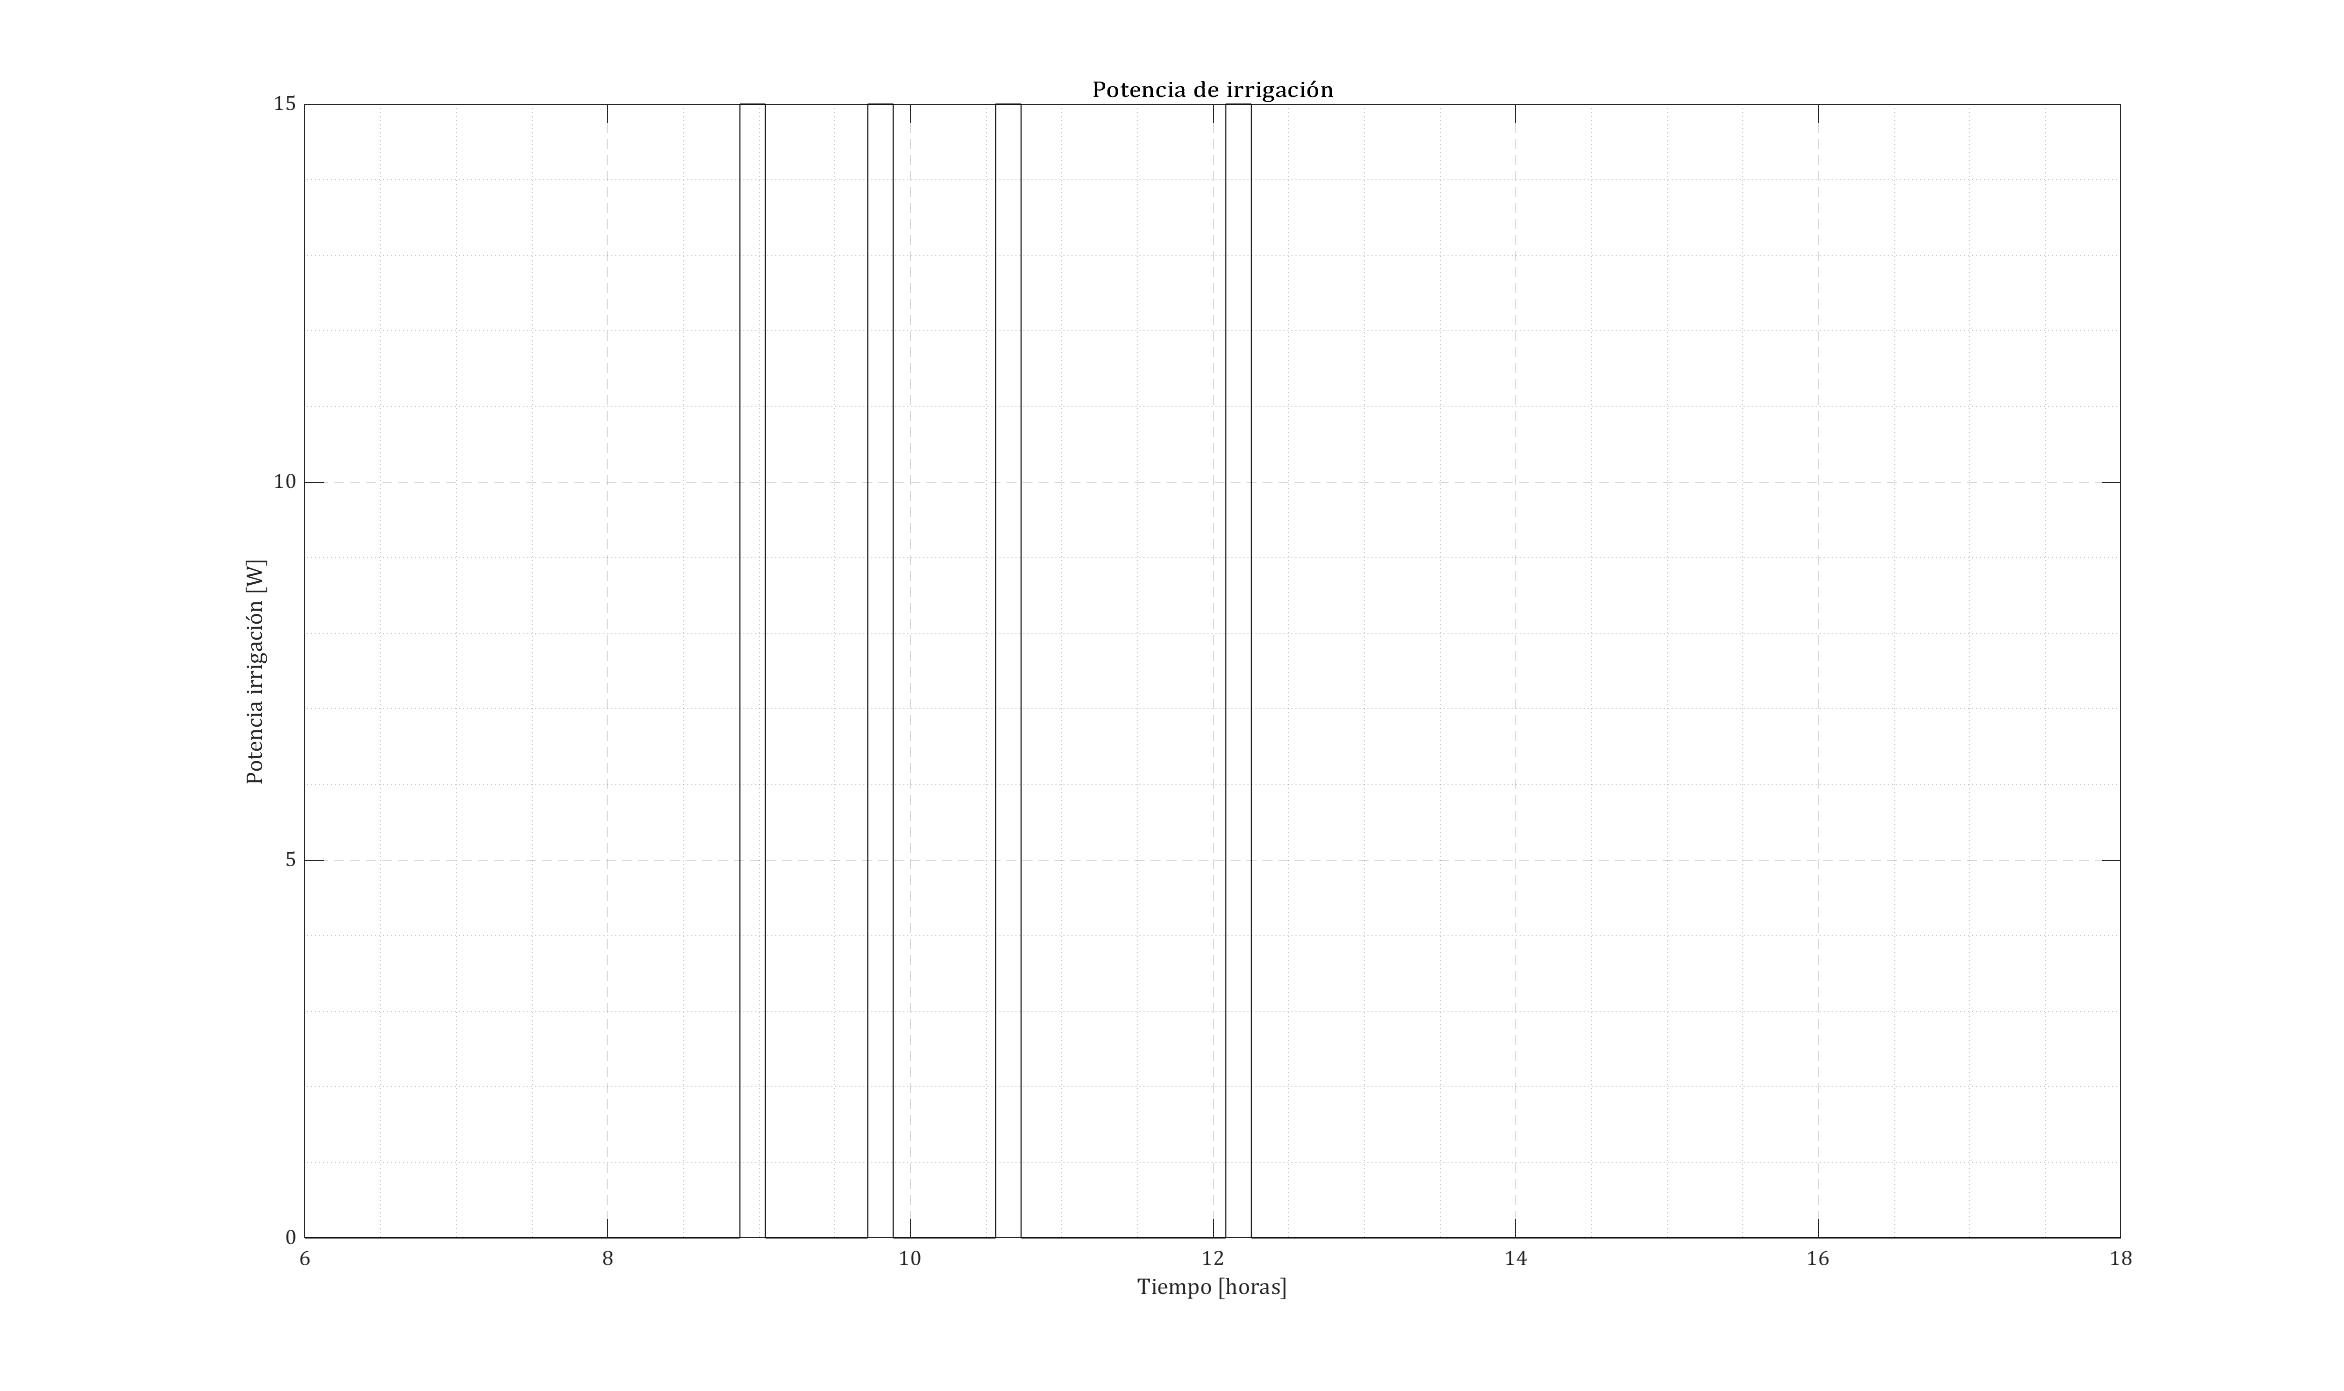 Potencia de irrigación
15
10
5
0
Potencia irrigación [W]
6 8 10 12 14 16 18
Tiempo [horas]